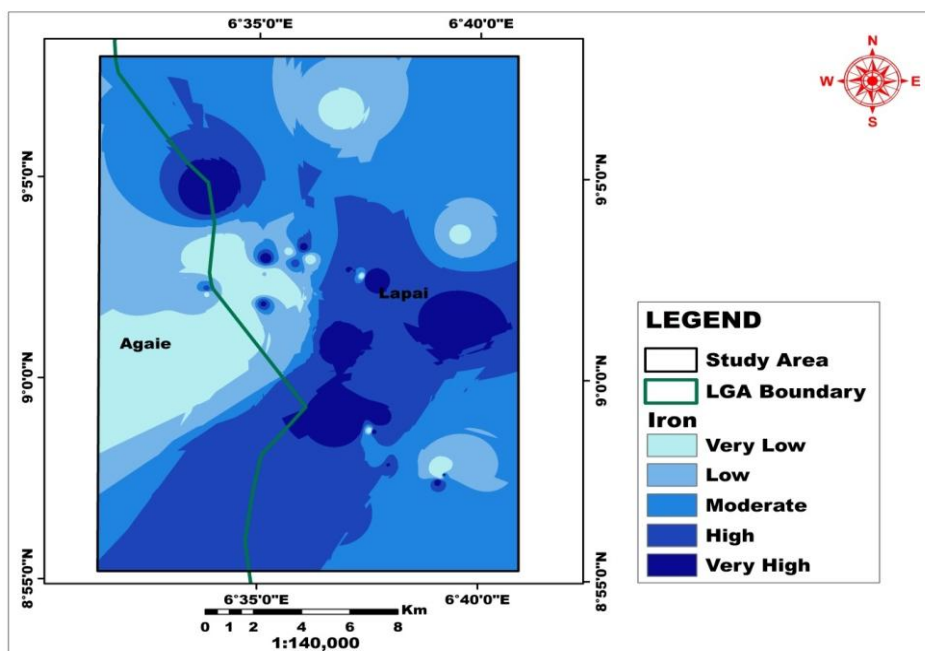 6°35'0"E
6°40'0"E
N
W
E
S
9°5'0"N
9°5'0"N
Lapai
Agaie
9°0'0"N
9°0'0"N
8°55'0"N
8°55'0"N
6°35'0"E
6°40'0"E
Km
0 1 2 4 6 8
1:140,000
LEGEND
Study Area
LGA Boundary
Iron
Very Low
Low
Moderate
High
Very High